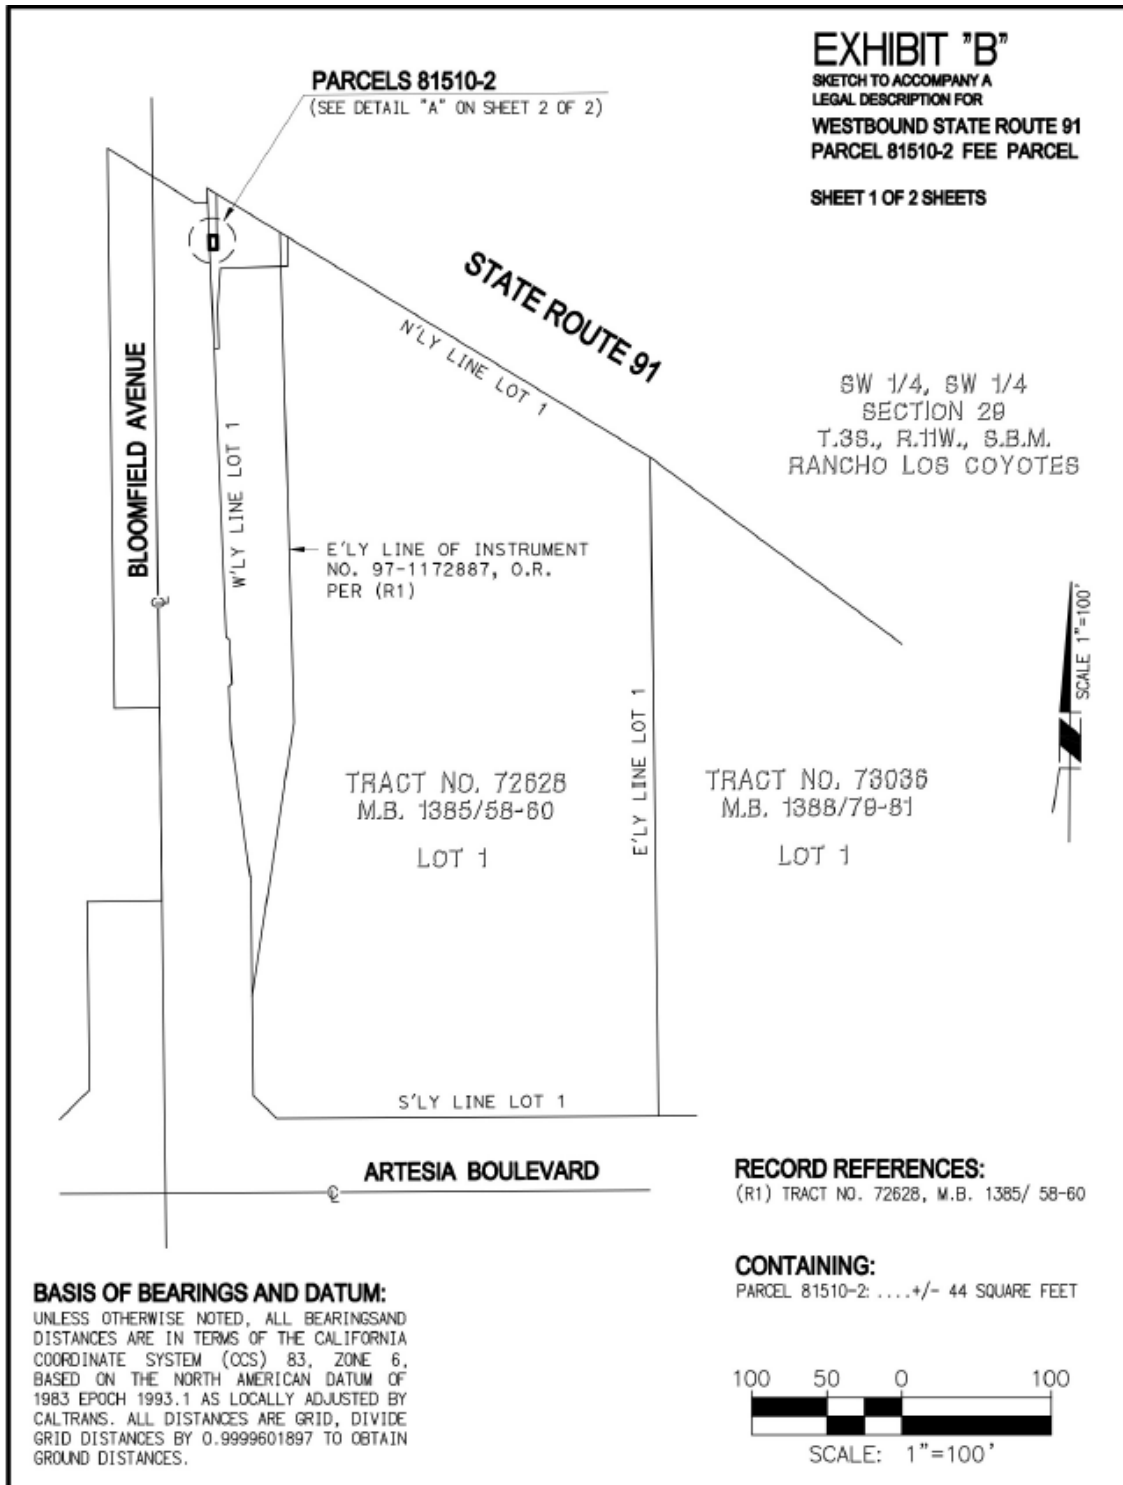 EXHIBIT "B"
SKETCH TO ACCOMPANY A
LEGAL DESCRIPTION FOR
WESTBOUND STATE ROUTE 91
PARCEL 81510-2 FEE PARCEL
SHEET 1 OF 2 SHEETS
PARCELS 81510-2
(SEE DETAIL "A" ON SHEET 2 OF 2)
STATE ROUTE 91
N'LY LINE LOT 1
SW 1/4, SW 1/4
SECTION 29
T.3S., R.11W., S.B.M.
RANCHO LOS COYOTES
BLOOMFIELD AVENUE
W'LY LINE LOT 1
E'LY LINE OF INSTRUMENT
NO. 97-1172887, O.R.
PER (R1)
SCALE 1"=100'
E'LY LINE LOT 1
TRACT NO. 72628
M.B. 1385/58-60
LOT 1
TRACT NO. 73036
M.B. 1388/79-81
LOT 1
S'LY LINE LOT 1
ARTESIA BOULEVARD
RECORD REFERENCES:
(R1) TRACT NO. 72628, M.B. 1385/ 58-60
CONTAINING:
PARCEL 81510-2: ....+/- 44 SQUARE FEET
BASIS OF BEARINGS AND DATUM:
UNLESS OTHERWISE NOTED, ALL BEARINGSAND
DISTANCES ARE IN TERMS OF THE CALIFORNIA
COORDINATE SYSTEM (CCS) 83, ZONE 6,
BASED ON THE NORTH AMERICAN DATUM OF
1983 EPOCH 1993.1 AS LOCALLY ADJUSTED BY
CALTRANS. ALL DISTANCES ARE GRID, DIVIDE
GRID DISTANCES BY 0.9999601897 TO OBTAIN
GROUND DISTANCES.
100 50 0 100
SCALE: 1"=100'